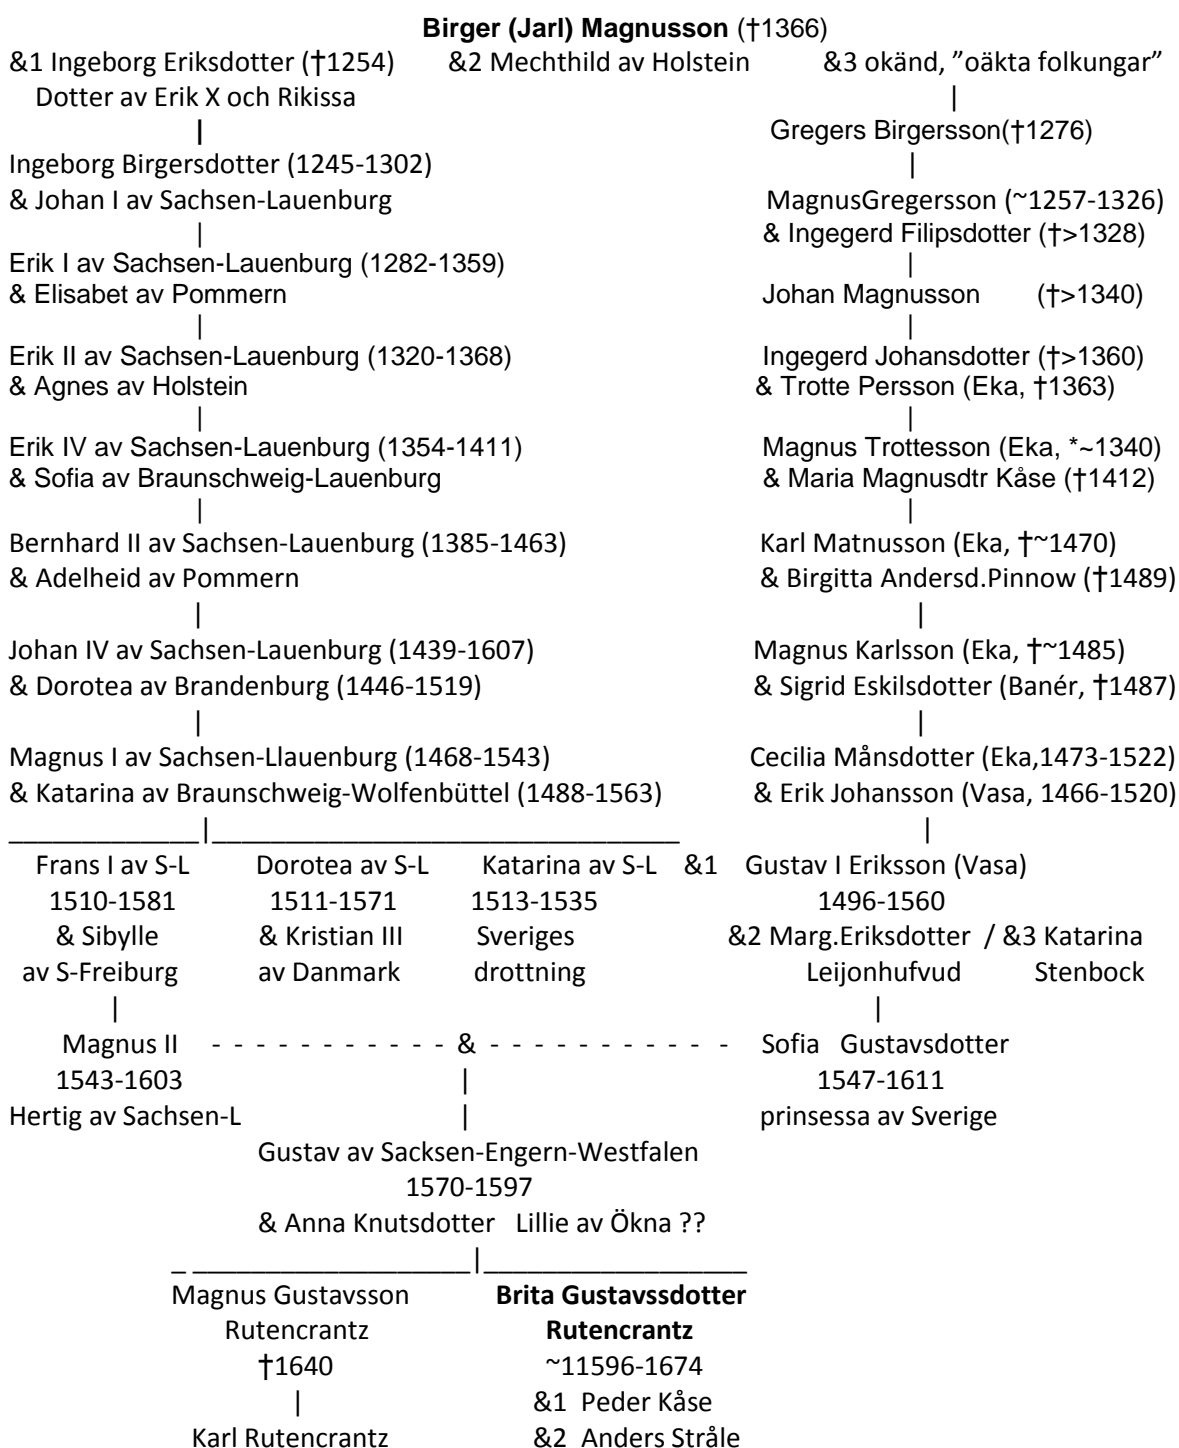 Birger (Jarl) Magnusson (†1366)
&1 Ingeborg Eriksdotter (†1254) &2 Mechthild av Holstein &3 okänd, ”oäkta folkungar”
Dotter av Erik X och Rikissa |
| Gregers Birgersson(†1276)
Ingeborg Birgersdotter (1245-1302) |
& Johan I av Sachsen-Lauenburg MagnusGregersson (~1257-1326)
| & Ingegerd Filipsdotter (†>1328)
Erik I av Sachsen-Lauenburg (1282-1359) |
& Elisabet av Pommern Johan Magnusson (†>1340)
| |
Erik II av Sachsen-Lauenburg (1320-1368) Ingegerd Johansdotter (†>1360)
& Agnes av Holstein & Trotte Persson (Eka, †1363)
| |
Erik IV av Sachsen-Lauenburg (1354-1411) Magnus Trottesson (Eka, *~1340)
& Sofia av Braunschweig-Lauenburg & Maria Magnusdtr Kåse (†1412)
| |
Bernhard II av Sachsen-Lauenburg (1385-1463) Karl Matnusson (Eka, †~1470)
& Adelheid av Pommern & Birgitta Andersd.Pinnow (†1489)
| |
Johan IV av Sachsen-Lauenburg (1439-1607) Magnus Karlsson (Eka, †~1485)
& Dorotea av Brandenburg (1446-1519) & Sigrid Eskilsdotter (Banér, †1487)
| |
Magnus I av Sachsen-Llauenburg (1468-1543) Cecilia Månsdotter (Eka,1473-1522)
& Katarina av Braunschweig-Wolfenbüttel (1488-1563) & Erik Johansson (Vasa, 1466-1520)
_____________|________________________________ |
Frans I av S-L Dorotea av S-L Katarina av S-L &1 Gustav I Eriksson (Vasa)
1510-1581 1511-1571 1513-1535 1496-1560
& Sibylle & Kristian III Sveriges &2 Marg.Eriksdotter / &3 Katarina
av S-Freiburg av Danmark drottning Leijonhufvud Stenbock
| |
Magnus II - - - - - - - - - - - & - - - - - - - - - - - Sofia Gustavsdotter
1543-1603 | 1547-1611
Hertig av Sachsen-L | prinsessa av Sverige
Gustav av Sacksen-Engern-Westfalen
1570-1597
& Anna Knutsdotter Lillie av Ökna ??
_ ___________________|__________________
Magnus Gustavsson Brita Gustavssdotter
Rutencrantz Rutencrantz
†1640 ~11596-1674
| &1 Peder Kåse
Karl Rutencrantz &2 Anders Stråle